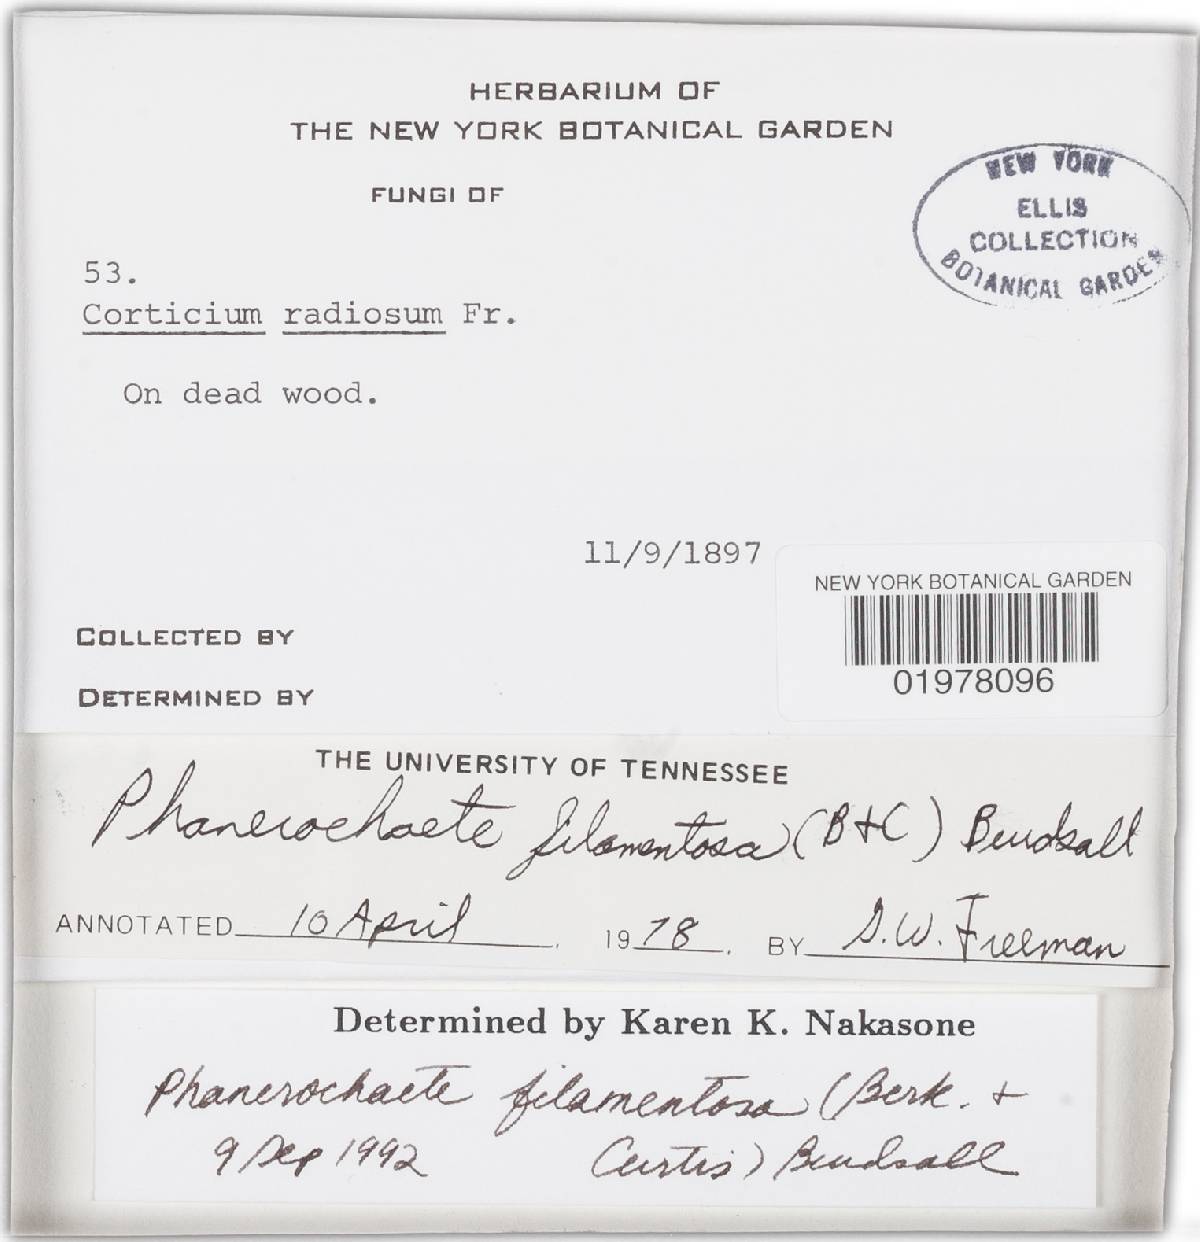 HERBARIUM OF
THE NEW YORK BOTANICAL GARDEN
FUNGI OF
NEW YORK
ELLIS
COLLECTION
BOTANICAL GARDEN
53.
Corticium radiosum Fr.
On dead wood.
11/9/1897
NEW YORK BOTANICAL GARDEN
01978096
COLLECTED BY
DETERMINED BY
THE UNIVERSITY OF TENNESSEE
Phanerochaete filamentosa (B+C) Burdsall
ANNOTATED 10 April 1978. BY S.W. Freeman
Determined by Karen K. Nakasone
Phanerochaete filamentosa (Berk. +
9 Sep 1992 Curtis) Burdsall